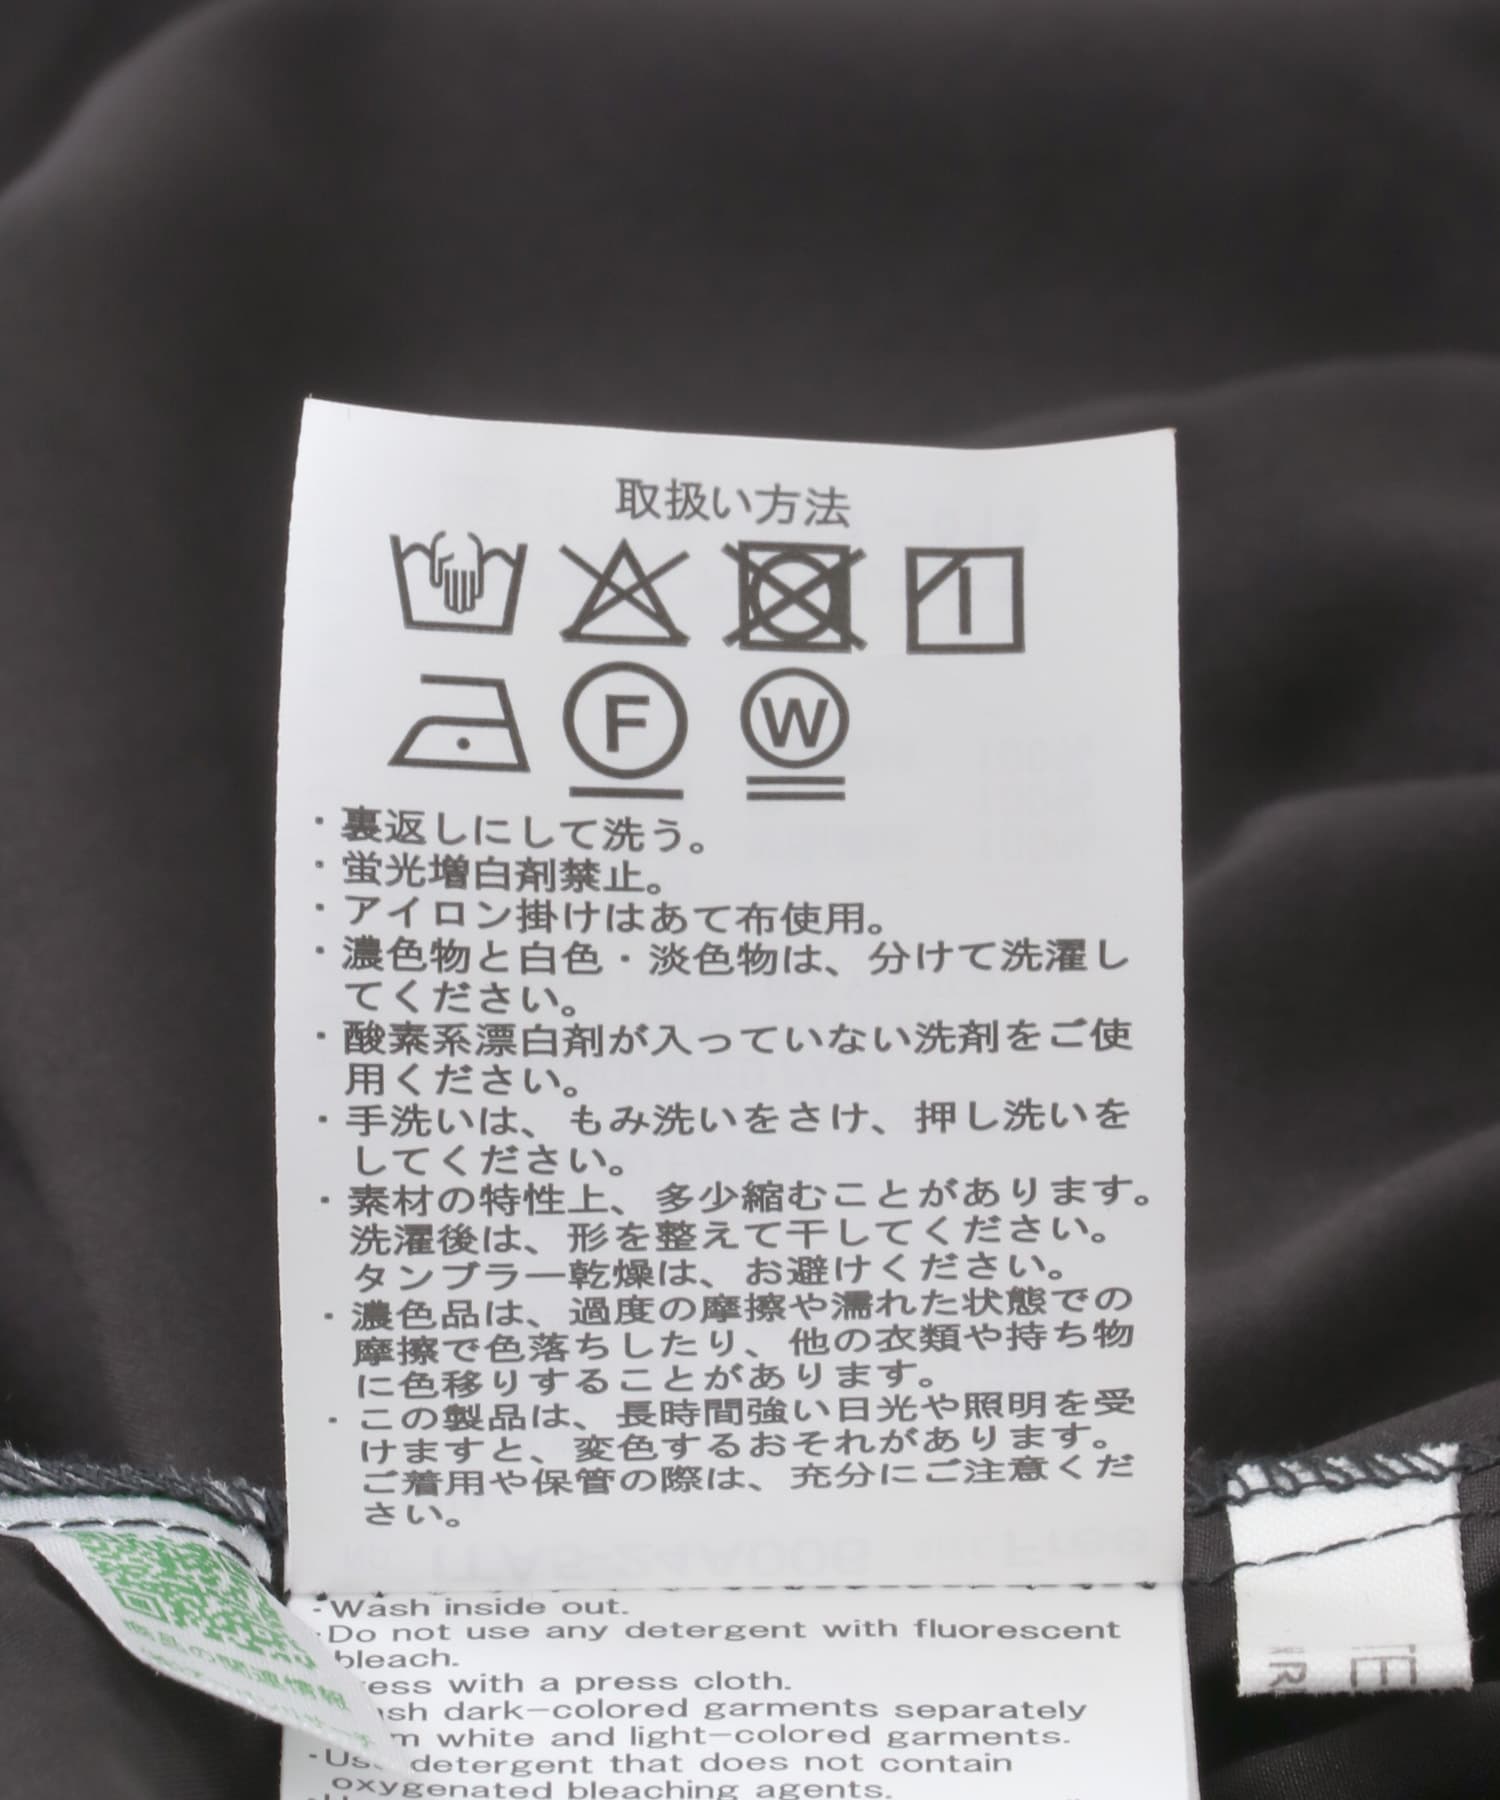 取扱い方法
F W
・裏返しにして洗う。
・蛍光増白剤禁止。
・アイロン掛けはあて布使用。
・濃色物と白色・淡色物は、分けて洗濯し
てください。
・酸素系漂白剤が入っていない洗剤をご使
用ください。
・手洗いは、もみ洗いをさけ、押し洗いを
してください。
・素材の特性上、多少縮むことがあります。
洗濯後は、形を整えて干してください。
タンブラー乾燥は、お避けください。
・濃色品は、過度の摩擦や濡れた状態での
摩擦で色落ちしたり、他の衣類や持ち物
に色移りすることがあります。
・この製品は、長時間強い日光や照明を受
けますと、変色するおそれがあります。
ご着用や保管の際は、充分にご注意くだ
さい。
・Wash inside out.
・Do not use any detergent with fluorescent
bleach.
with a press cloth.
dark-colored garments separately
white and light-colored garments.
detergent that does not contain
oxygenated bleaching agents.
商品の関連情報